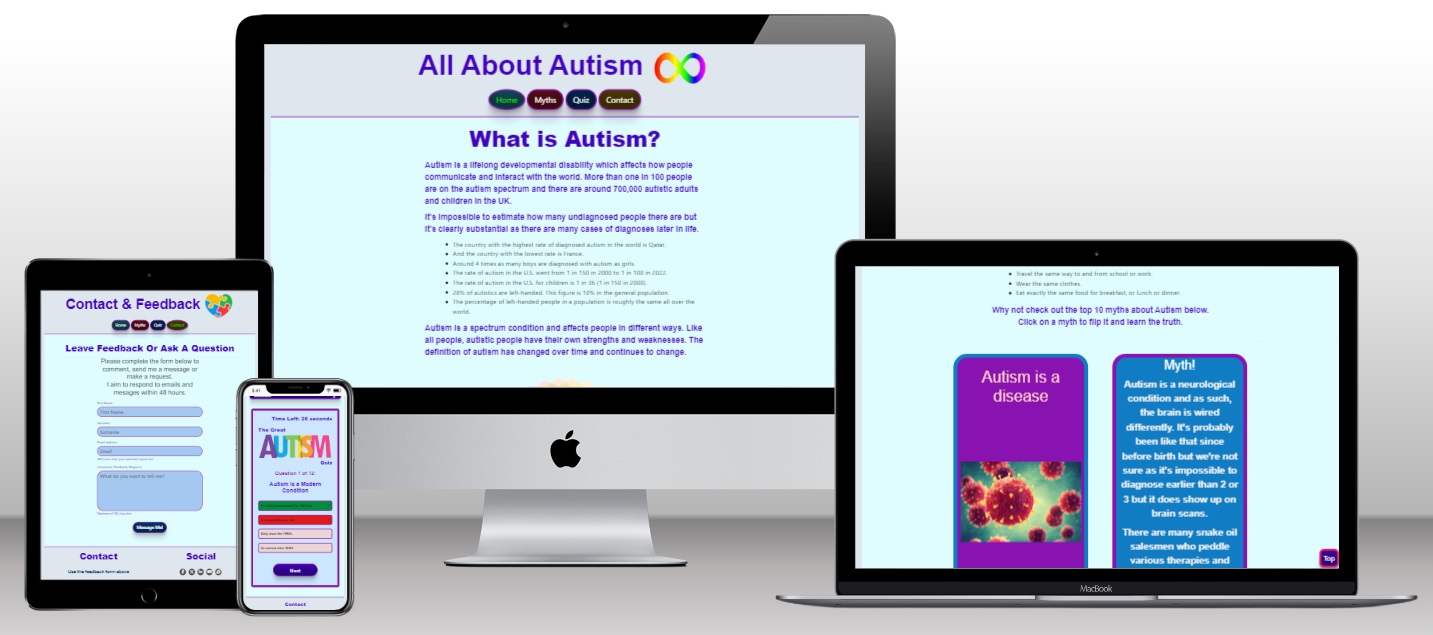 All About Autism
Home Myths Quiz Contact
What is Autism?
Autism is a lifelong developmental disability which affects how people
communicate and interact with the world. More than one in 100 people
are on the autism spectrum and there are around 700,000 autistic adults
and children in the UK.
It's impossible to estimate how many undiagnosed people there are but
it's clearly substantial as there are many cases of diagnoses later in life.
The country with the highest rate of diagnosed autism in the world is Qatar.
And the country with the lowest rate is France.
Around 4 times as many boys are diagnosed with autism as girls.
The rate of autism in the U.S. went from 1 in 150 in 2000 to 1 in 100 in 2022.
The rate of autism in the U.S. for children is 1 in 36 (1 in 150 in 2000).
28% of autistics are left-handed. This figure is 10% in the general population.
The percentage of left-handed people in a population is roughly the same all over the
world.
Autism is a spectrum condition and affects people in different ways. Like
all people, autistic people have their own strengths and weaknesses. The
definition of autism has changed over time and continues to change.
Contact & Feedback
Home Myths Quiz Contact
Leave Feedback Or Ask A Question
Please complete the form below to
comment, send me a message or
make a request.
I aim to respond to emails and
messages within 48 hours.
First Name
First Name
Surname
Email
What do you want to tell me?
Message Me!
Contact
Social
Use the feedback form above
9:41
Time Left: 26 seconds
The Great
AUTISM
Quiz
Question 1 of 12:
Autism is a Modern
Condition
Next
Contact
Travel the same way to and from school or work.
Wear the same clothes.
Eat exactly the same food for breakfast, or lunch or dinner.
Why not check out the top 10 myths about Autism below.
Click on a myth to flip it and learn the truth.
Autism is a
disease
Myth!
Autism is a neurological
condition and as such,
the brain is wired
differently. It's probably
been like that since
before birth but we're not
sure as it's impossible to
diagnose earlier than 2 or
3 but it does show up on
brain scans.
There are many snake oil
salesmen who peddle
various therapies and
Top
MacBook